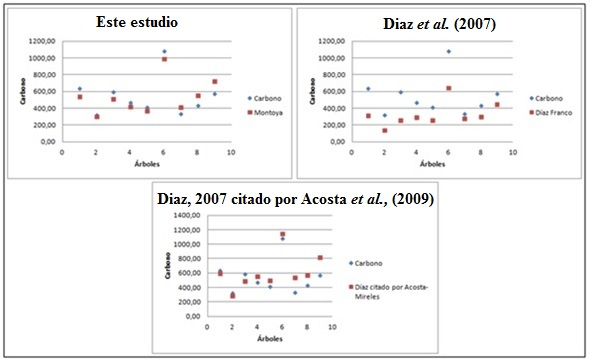 Este estudio
1200,00
1000,00
800,00
600,00
400,00
200,00
0,00
Carbono
0 2 4 6 8 10
Árboles
Carbono
Montoya
Diaz et al. (2007)
1200,00
1000,00
800,00
600,00
400,00
200,00
0,00
Carbono
0 2 4 6 8 10
Árboles
Carbono
Díaz Franco
Diaz, 2007 citado por Acosta et al., (2009)
1400,00
1200,00
1000,00
800,00
600,00
400,00
200,00
0,00
Carbono
0 2 4 6 8 10
Árboles
Carbono
Díaz citado por Acosta-
Mireles